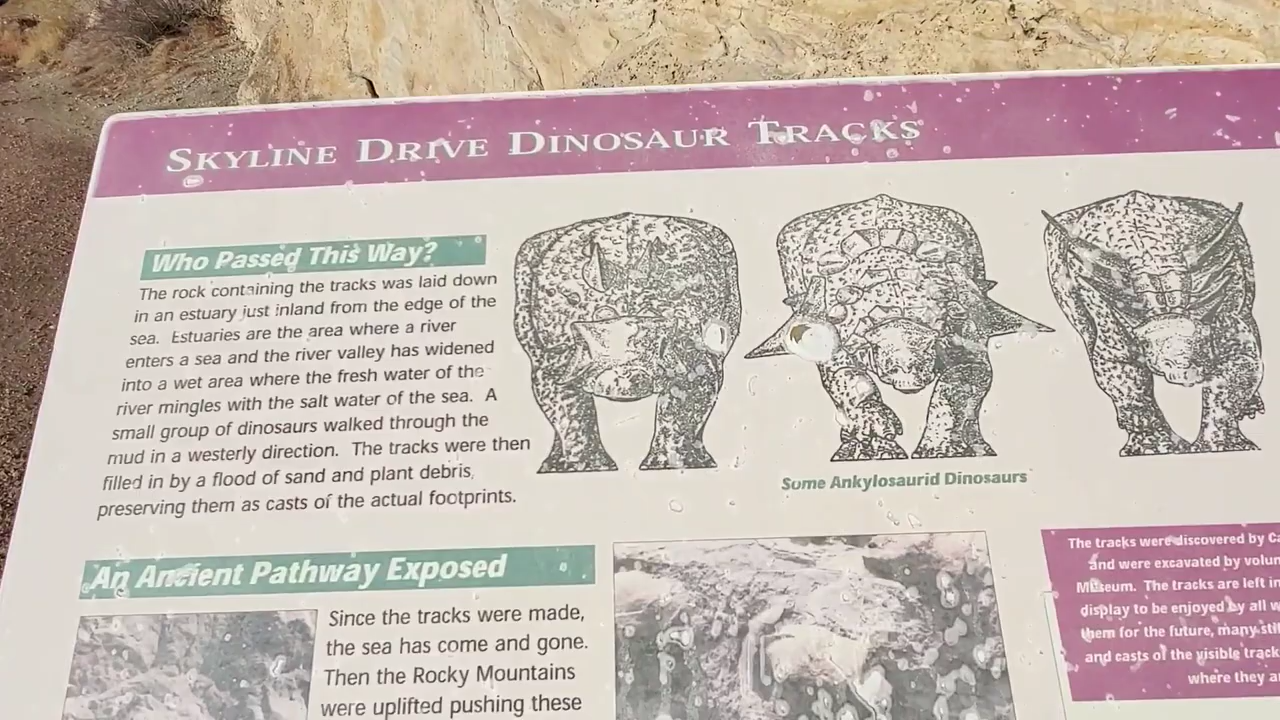 SKYLINE DRIVE DINOSAUR TRACKS
Who Passed This Way?
The rock containing the tracks was laid down
in an estuary just inland from the edge of the
sea. Estuaries are the area where a river
enters a sea and the river valley has widened
into a wet area where the fresh water of the
river mingles with the salt water of the sea. A
small group of dinosaurs walked through the
mud in a westerly direction. The tracks were then
filled in by a flood of sand and plant debris,
preserving them as casts of the actual footprints.
Some Ankylosaurid Dinosaurs
An Ancient Pathway Exposed
Since the tracks were made,
the sea has come and gone.
Then the Rocky Mountains
were uplifted pushing these
The tracks were discovered by
and were excavated by
Museum. The tracks are left
display to be enjoyed by all
them for the future, many
and casts of the visible
where they